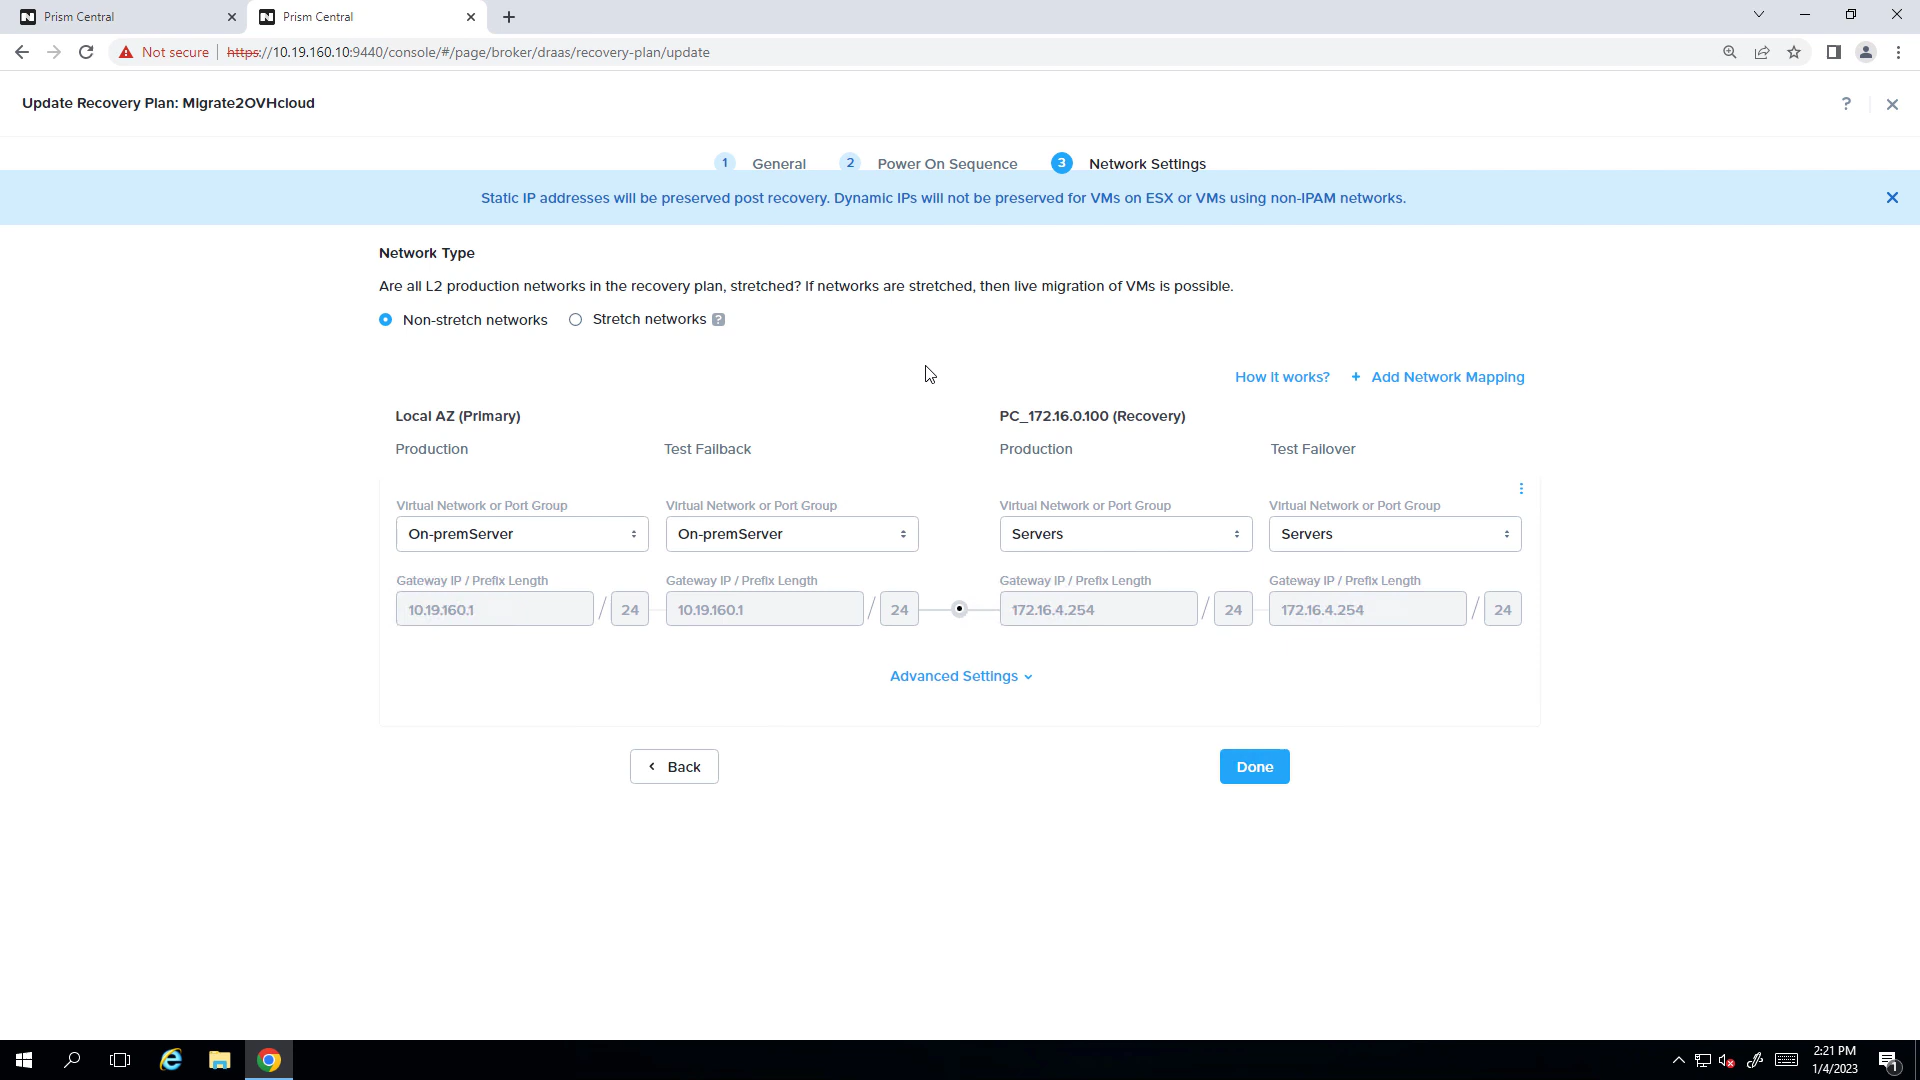 Prism Central
Prism Central
Not secure
https://10.19.160.10:9440/console/#/page/broker/draas/recovery-plan/update
Update Recovery Plan: Migrate2OVHcloud
?
1 General 2 Power On Sequence 3 Network Settings
Static IP addresses will be preserved post recovery. Dynamic IPs will not be preserved for VMs on ESX or VMs using non-IPAM networks.
Network Type
Are all L2 production networks in the recovery plan, stretched? If networks are stretched, then live migration of VMs is possible.
Non-stretch networks Stretch networks ?
How it works? + Add Network Mapping
Local AZ (Primary) PC_172.16.0.100 (Recovery)
Production Test Failback Production Test Failover
Virtual Network or Port Group Virtual Network or Port Group Virtual Network or Port Group Virtual Network or Port Group
On-premServer On-premServer Servers Servers
Gateway IP / Prefix Length Gateway IP / Prefix Length Gateway IP / Prefix Length Gateway IP / Prefix Length
10.19.160.1 / 24 10.19.160.1 / 24 172.16.4.254 / 24 172.16.4.254 / 24
Advanced Settings
Back Done
2:21 PM
1/4/2023
1